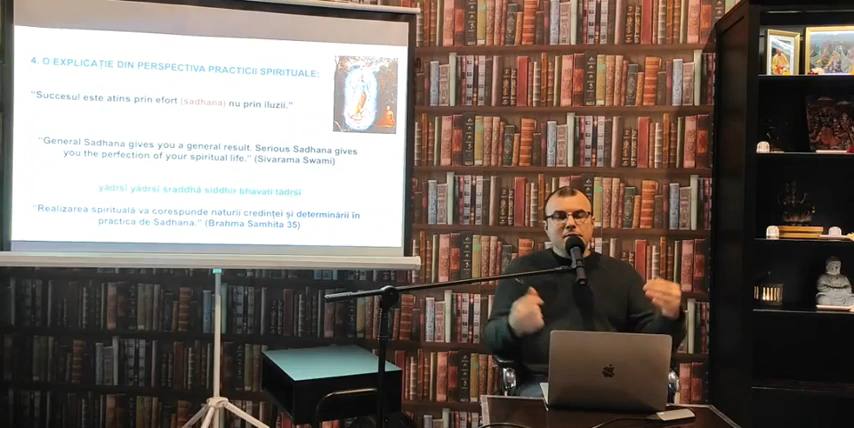 4. O EXPLICAȚIE DIN PERSPECTIVA PRACTICII SPIRITUALE:
“Succesul este atins prin efort (sadhana) nu prin iluzii.”
“General Sadhana gives you a general result. Serious Sadhana gives
you the perfection of your spiritual life.” (Sivarama Swami)
yādṛśī yādṛśī śraddhā siddhir bhavati tādṛśī
“Realizarea spirituală va corespunde naturii credinței și determinării în
practica de Sadhana.” (Brahma Samhita 35)